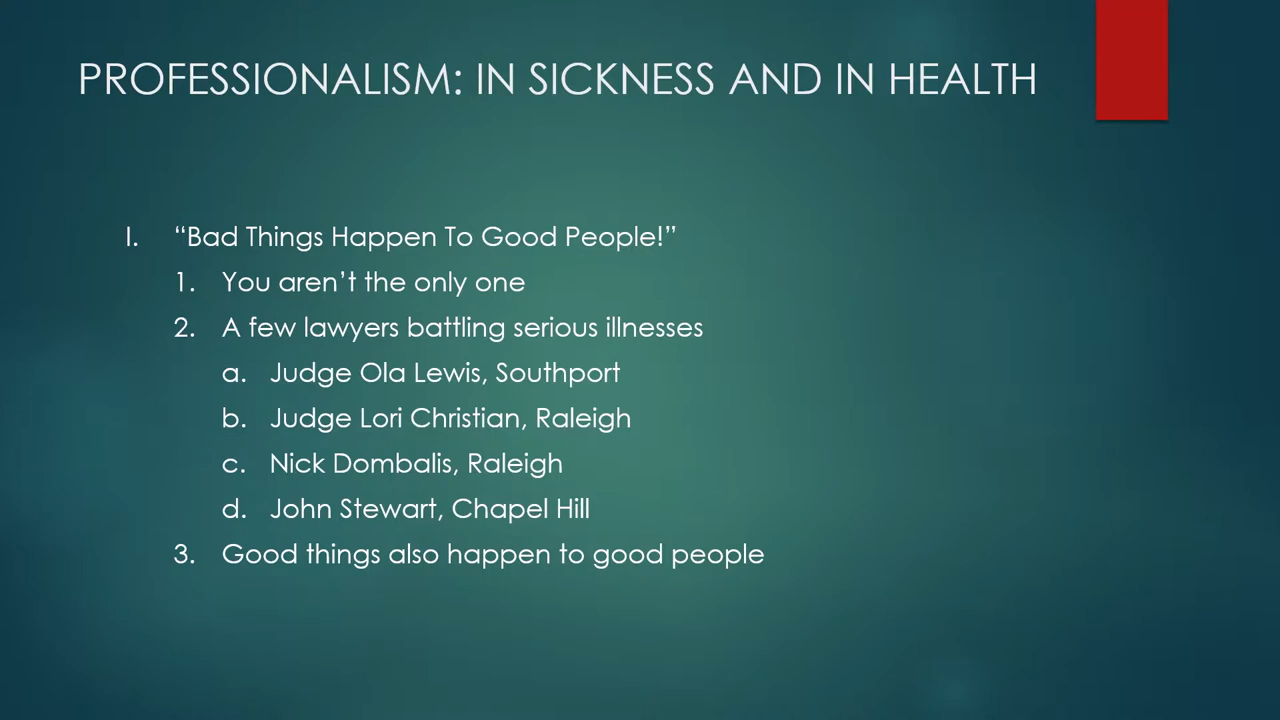 PROFESSIONALISM: IN SICKNESS AND IN HEALTH
I. “Bad Things Happen To Good People!”
1. You aren’t the only one
2. A few lawyers battling serious illnesses
a. Judge Ola Lewis, Southport
b. Judge Lori Christian, Raleigh
c. Nick Dombalis, Raleigh
d. John Stewart, Chapel Hill
3. Good things also happen to good people